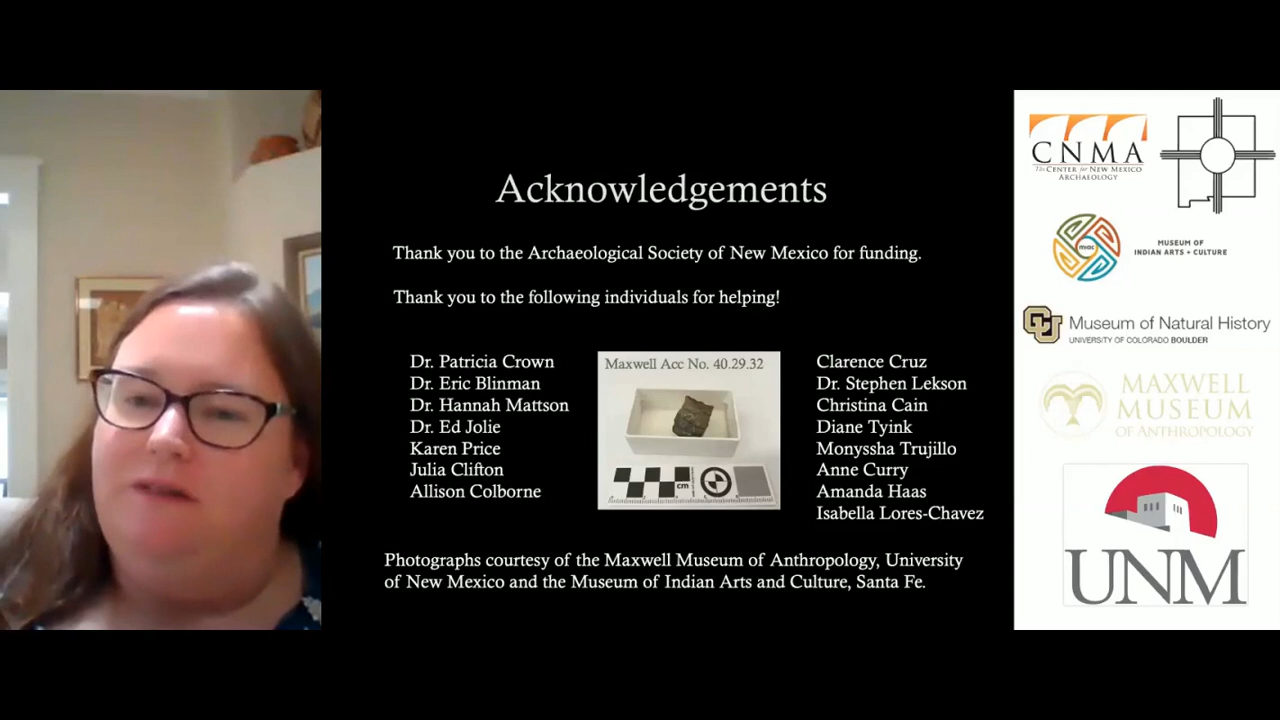 Acknowledgements
Thank you to the Archaeological Society of New Mexico for funding.
Thank you to the following individuals for helping!
Dr. Patricia Crown
Dr. Eric Blinman
Dr. Hannah Mattson
Dr. Ed Jolie
Karen Price
Julia Clifton
Allison Colborne
Maxwell Acc No. 40.29.32
cm
Clarence Cruz
Dr. Stephen Lekson
Christina Cain
Diane Tyink
Monyssha Trujillo
Anne Curry
Amanda Haas
Isabella Lores-Chavez
Photographs courtesy of the Maxwell Museum of Anthropology, University
of New Mexico and the Museum of Indian Arts and Culture, Santa Fe.
CNMA
The Center for New Mexico
Archaeology
miac
MUSEUM OF
INDIAN ARTS + CULTURE
CU
Museum of Natural History
UNIVERSITY OF COLORADO BOULDER
MAXWELL
MUSEUM
OF ANTHROPOLOGY
UNM